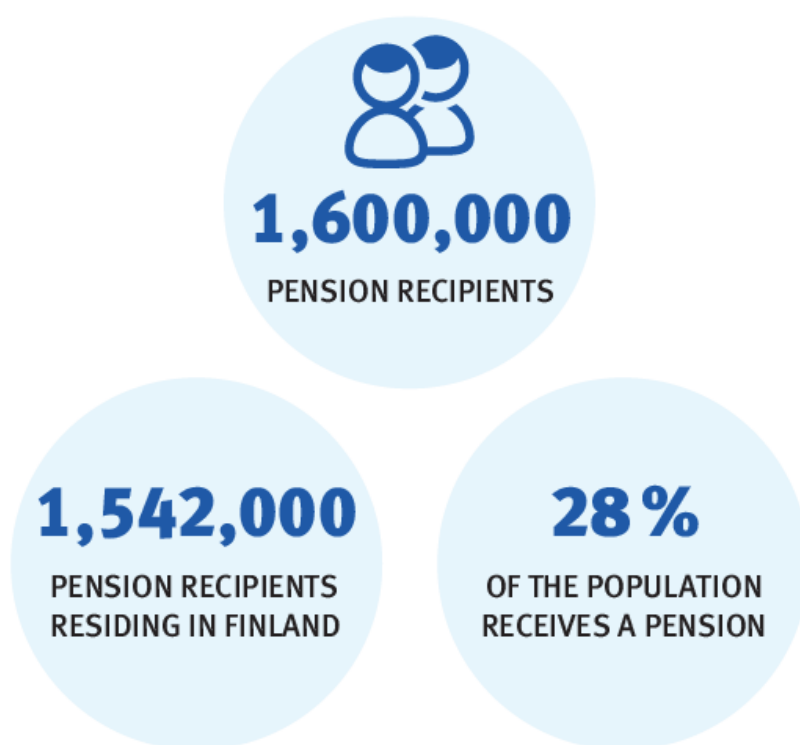 1,600,000
PENSION RECIPIENTS
1,542,000
PENSION RECIPIENTS
RESIDING IN FINLAND
28 %
OF THE POPULATION
RECEIVES A PENSION